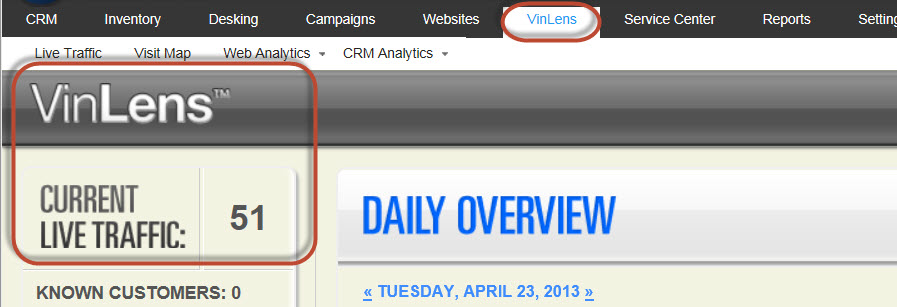 CRM Inventory Desking Campaigns Websites VinLens Service Center Reports
Live Traffic Visit Map Web Analytics CRM Analytics
VinLens™
CURRENT
LIVE TRAFFIC: 51
DAILY OVERVIEW
KNOWN CUSTOMERS: 0
« TUESDAY, APRIL 23, 2013 »